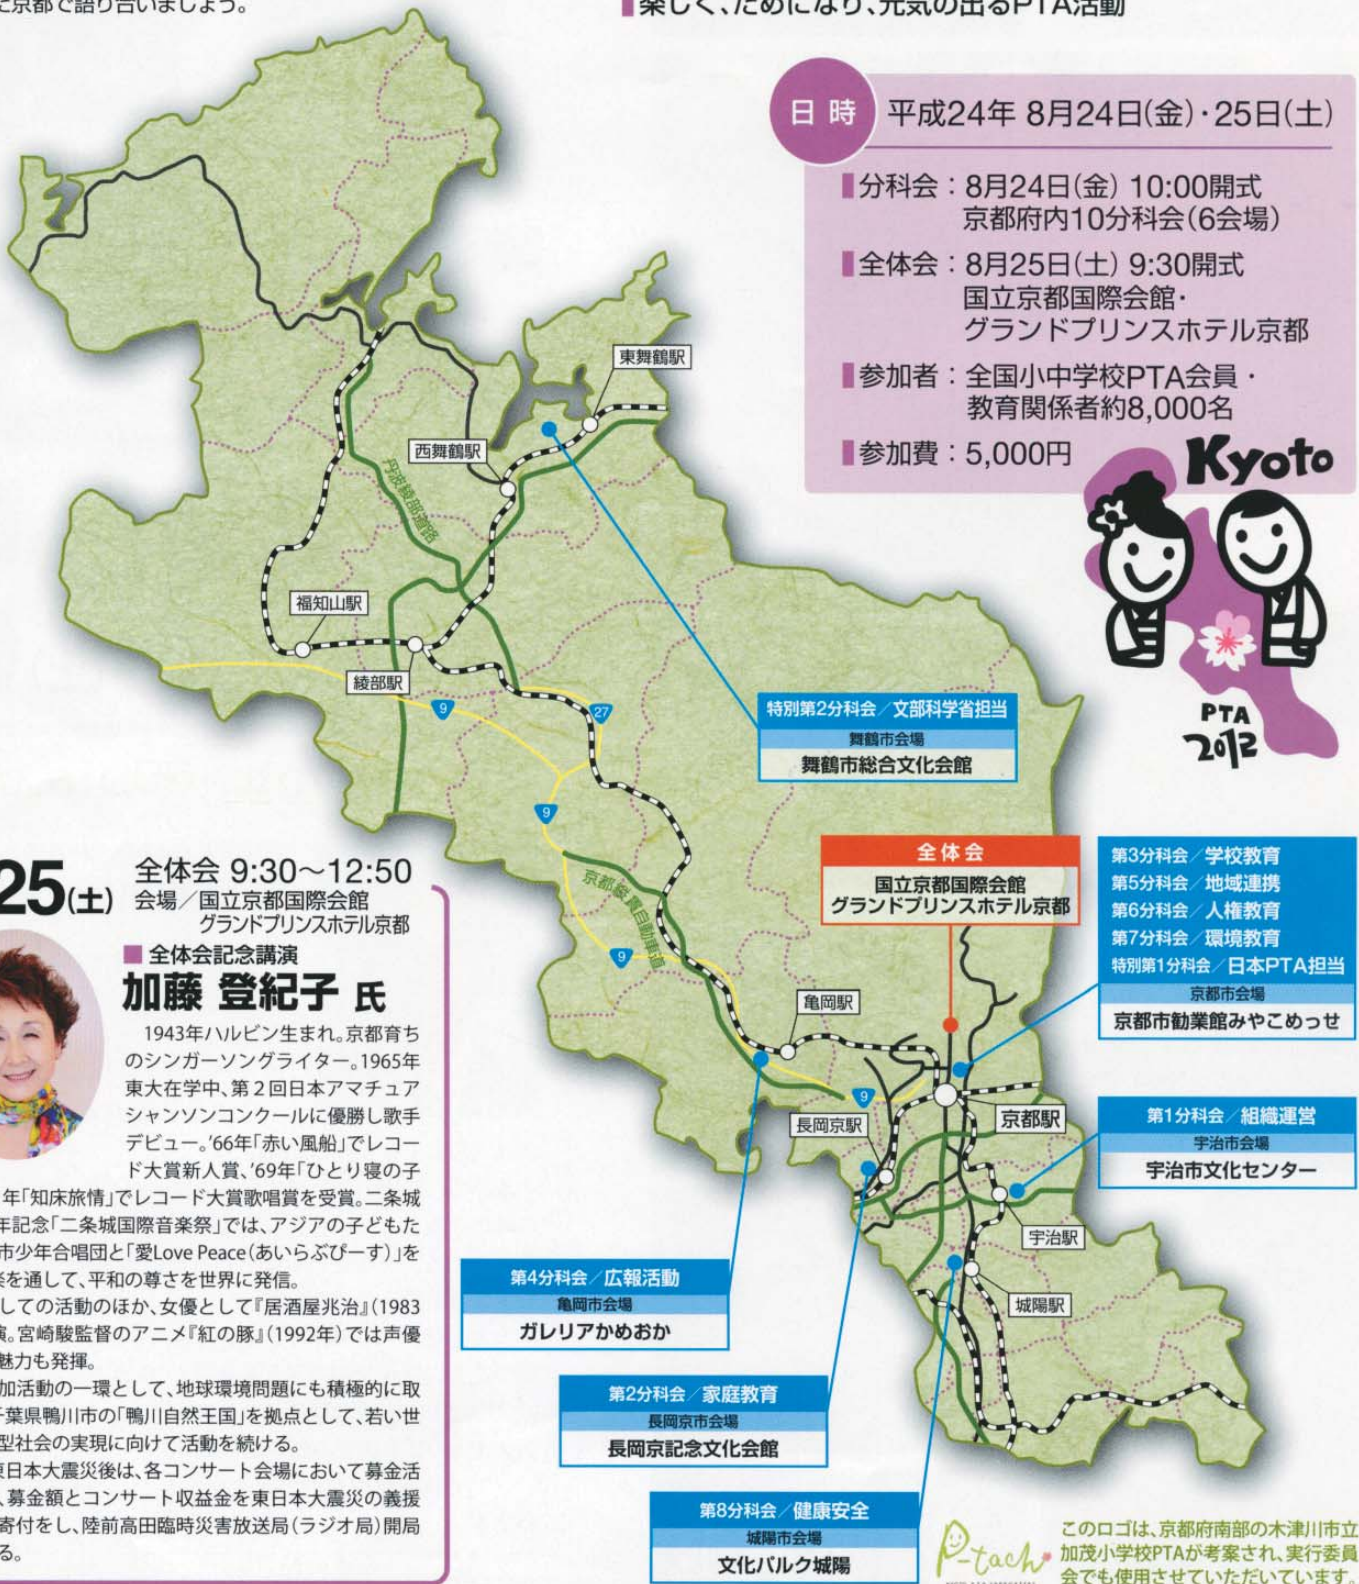 に京都で語り合いましょう。
楽しく、ためになり、元気の出るPTA活動
日時 平成24年 8月24日(金)・25日(土)
分科会：8月24日(金) 10:00開式
京都府内10分科会(6会場)
全体会：8月25日(土) 9:30開式
国立京都国際会館・
グランドプリンスホテル京都
参加者：全国小中学校PTA会員・
教育関係者約8,000名
参加費：5,000円
Kyoto
PTA
2012
東舞鶴駅
西舞鶴駅
丹波綾部道路
福知山駅
綾部駅
9
27
9
京都縦貫自動車道
9
亀岡駅
9
長岡京駅
京都駅
宇治駅
城陽駅
特別第2分科会／文部科学省担当
舞鶴市会場
舞鶴市総合文化会館
全体会
国立京都国際会館
グランドプリンスホテル京都
第3分科会／学校教育
第5分科会／地域連携
第6分科会／人権教育
第7分科会／環境教育
特別第1分科会／日本PTA担当
京都市会場
京都市勧業館みやこめっせ
第1分科会／組織運営
宇治市会場
宇治市文化センター
第4分科会／広報活動
亀岡市会場
ガレリアかめおか
第2分科会／家庭教育
長岡京市会場
長岡京記念文化会館
第8分科会／健康安全
城陽市会場
文化パルク城陽
25(土)
全体会 9:30～12:50
会場／国立京都国際会館
グランドプリンスホテル京都
全体会記念講演
加藤 登紀子 氏
1943年ハルビン生まれ。京都育ち
のシンガーソングライター。1965年
東大在学中、第2回日本アマチュア
シャンソンコンクールに優勝し歌手
デビュー。'66年「赤い風船」でレコー
ド大賞新人賞、'69年「ひとり寝の子
年「知床旅情」でレコード大賞歌唱賞を受賞。二条城
年記念「二条城国際音楽祭」では、アジアの子どもた
市少年合唱団と「愛Love Peace(あいらぶぴーす)」を
楽を通して、平和の尊さを世界に発信。
しての活動のほか、女優として『居酒屋兆治』(1983
演。宮崎駿監督のアニメ『紅の豚』(1992年)では声優
魅力も発揮。
加活動の一環として、地球環境問題にも積極的に取
千葉県鴨川市の「鴨川自然王国」を拠点として、若い世
型社会の実現に向けて活動を続ける。
東日本大震災後は、各コンサート会場において募金活
、募金額とコンサート収益金を東日本大震災の義援
寄付をし、陸前高田臨時災害放送局(ラジオ局)開局
る。
P-tach
このロゴは、京都府南部の木津川市立
加茂小学校PTAが考案され、実行委員
会でも使用させていただいています。